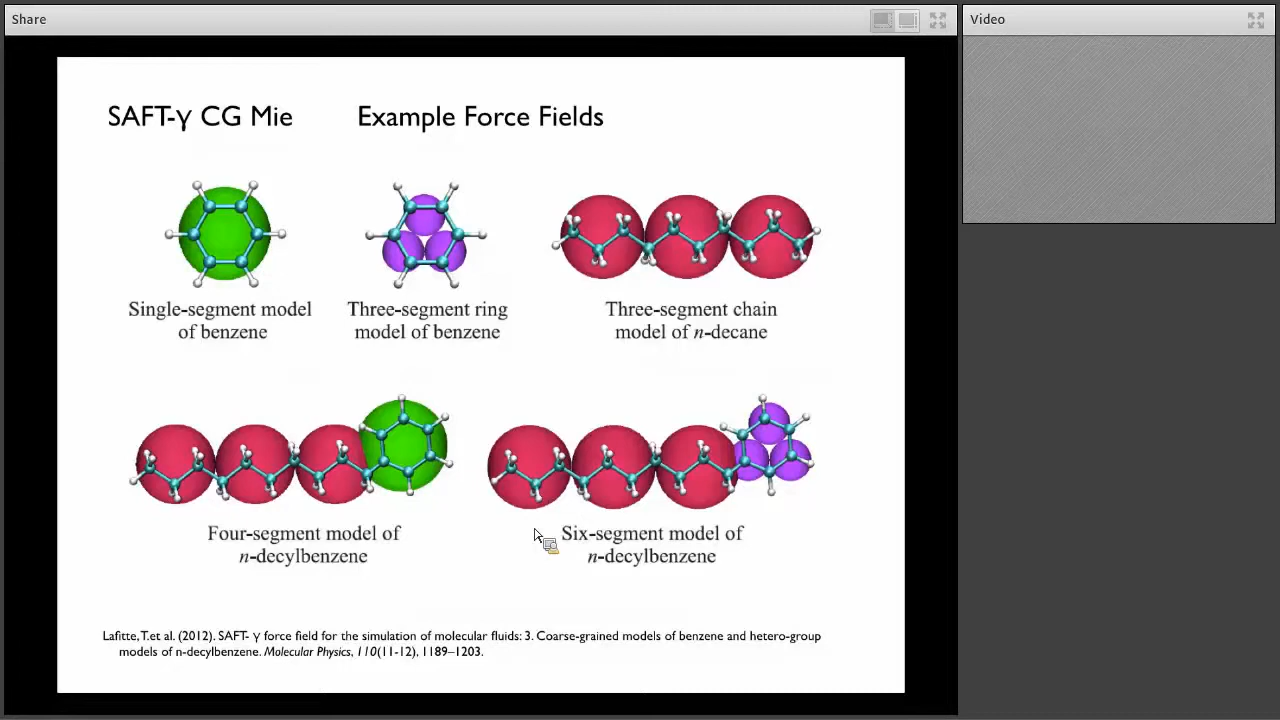 Share
Video
SAFT-γ CG Mie
Example Force Fields
Single-segment model
of benzene
Three-segment ring
model of benzene
Three-segment chain
model of n-decane
Four-segment model of
n-decylbenzene
Six-segment model of
n-decylbenzene
Lafitte, T.et al. (2012). SAFT- γ force field for the simulation of molecular fluids: 3. Coarse-grained models of benzene and hetero-group
models of n-decylbenzene. Molecular Physics, 110(11-12), 1189–1203.